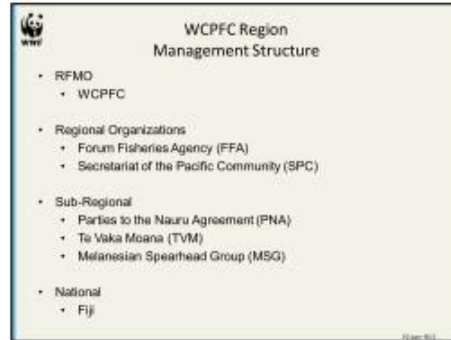 WWF
WCPFC Region
Management Structure
• RFMO
• WCPFC
• Regional Organizations
• Forum Fisheries Agency (FFA)
• Secretariat of the Pacific Community (SPC)
• Sub-Regional
• Parties to the Nauru Agreement (PNA)
• Te Vaka Moana (TVM)
• Melanesian Spearhead Group (MSG)
• National
• Fiji